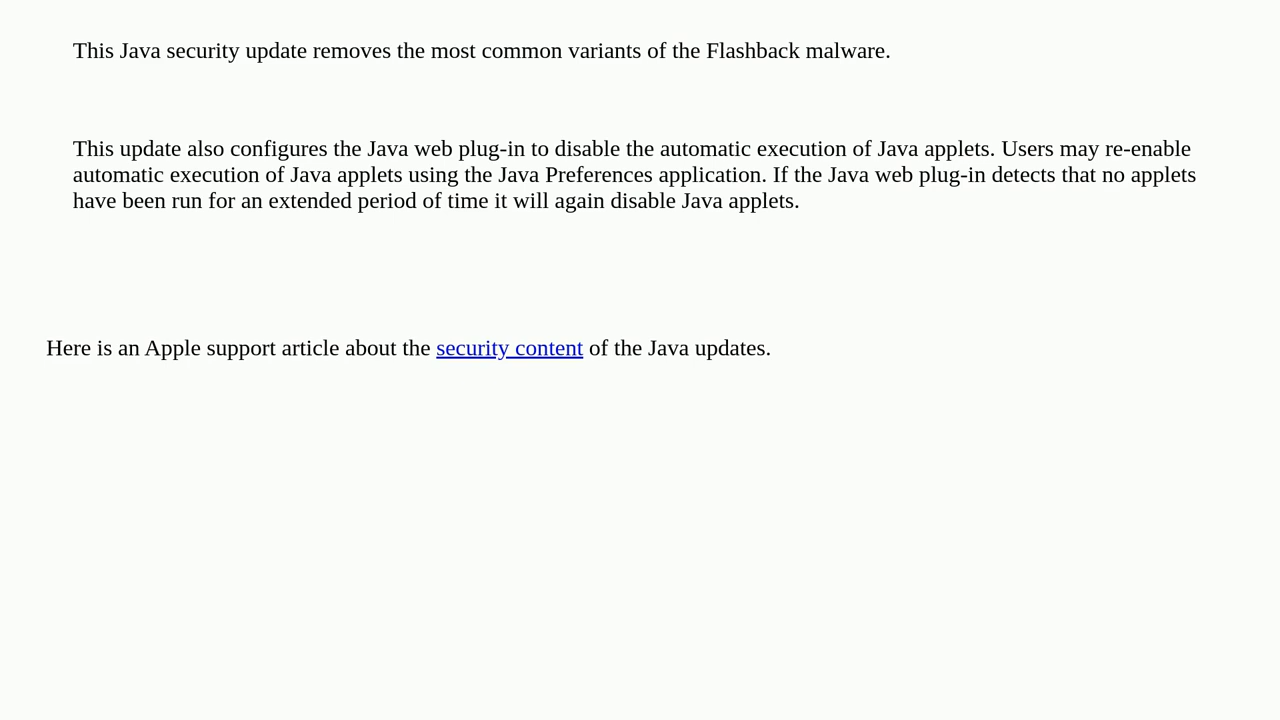 This Java security update removes the most common variants of the Flashback malware.
This update also configures the Java web plug-in to disable the automatic execution of Java applets. Users may re-enable
automatic execution of Java applets using the Java Preferences application. If the Java web plug-in detects that no applets
have been run for an extended period of time it will again disable Java applets.
Here is an Apple support article about the security content of the Java updates.